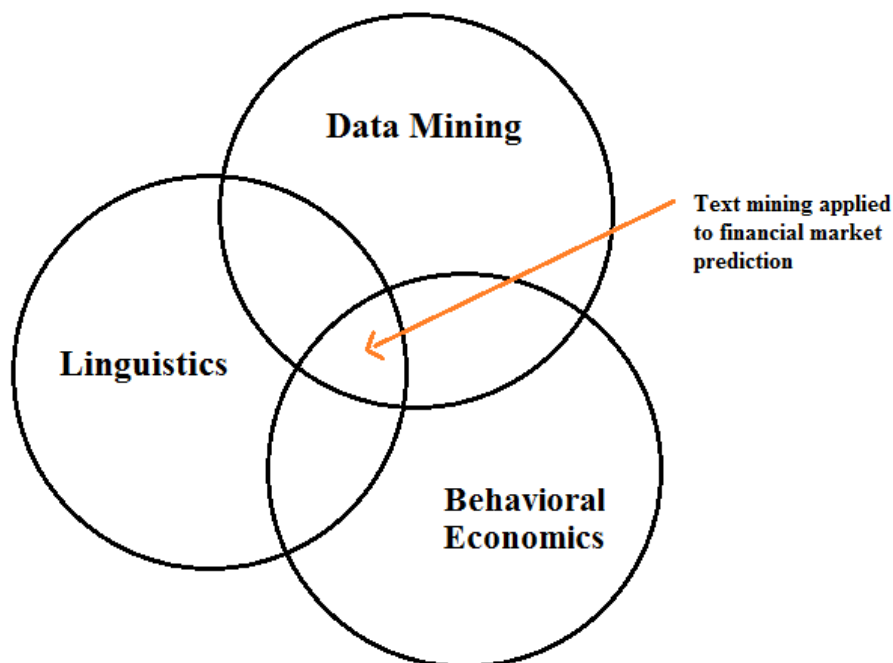 Data Mining
Text mining applied
to financial market
prediction
Linguistics
Behavioral
Economics